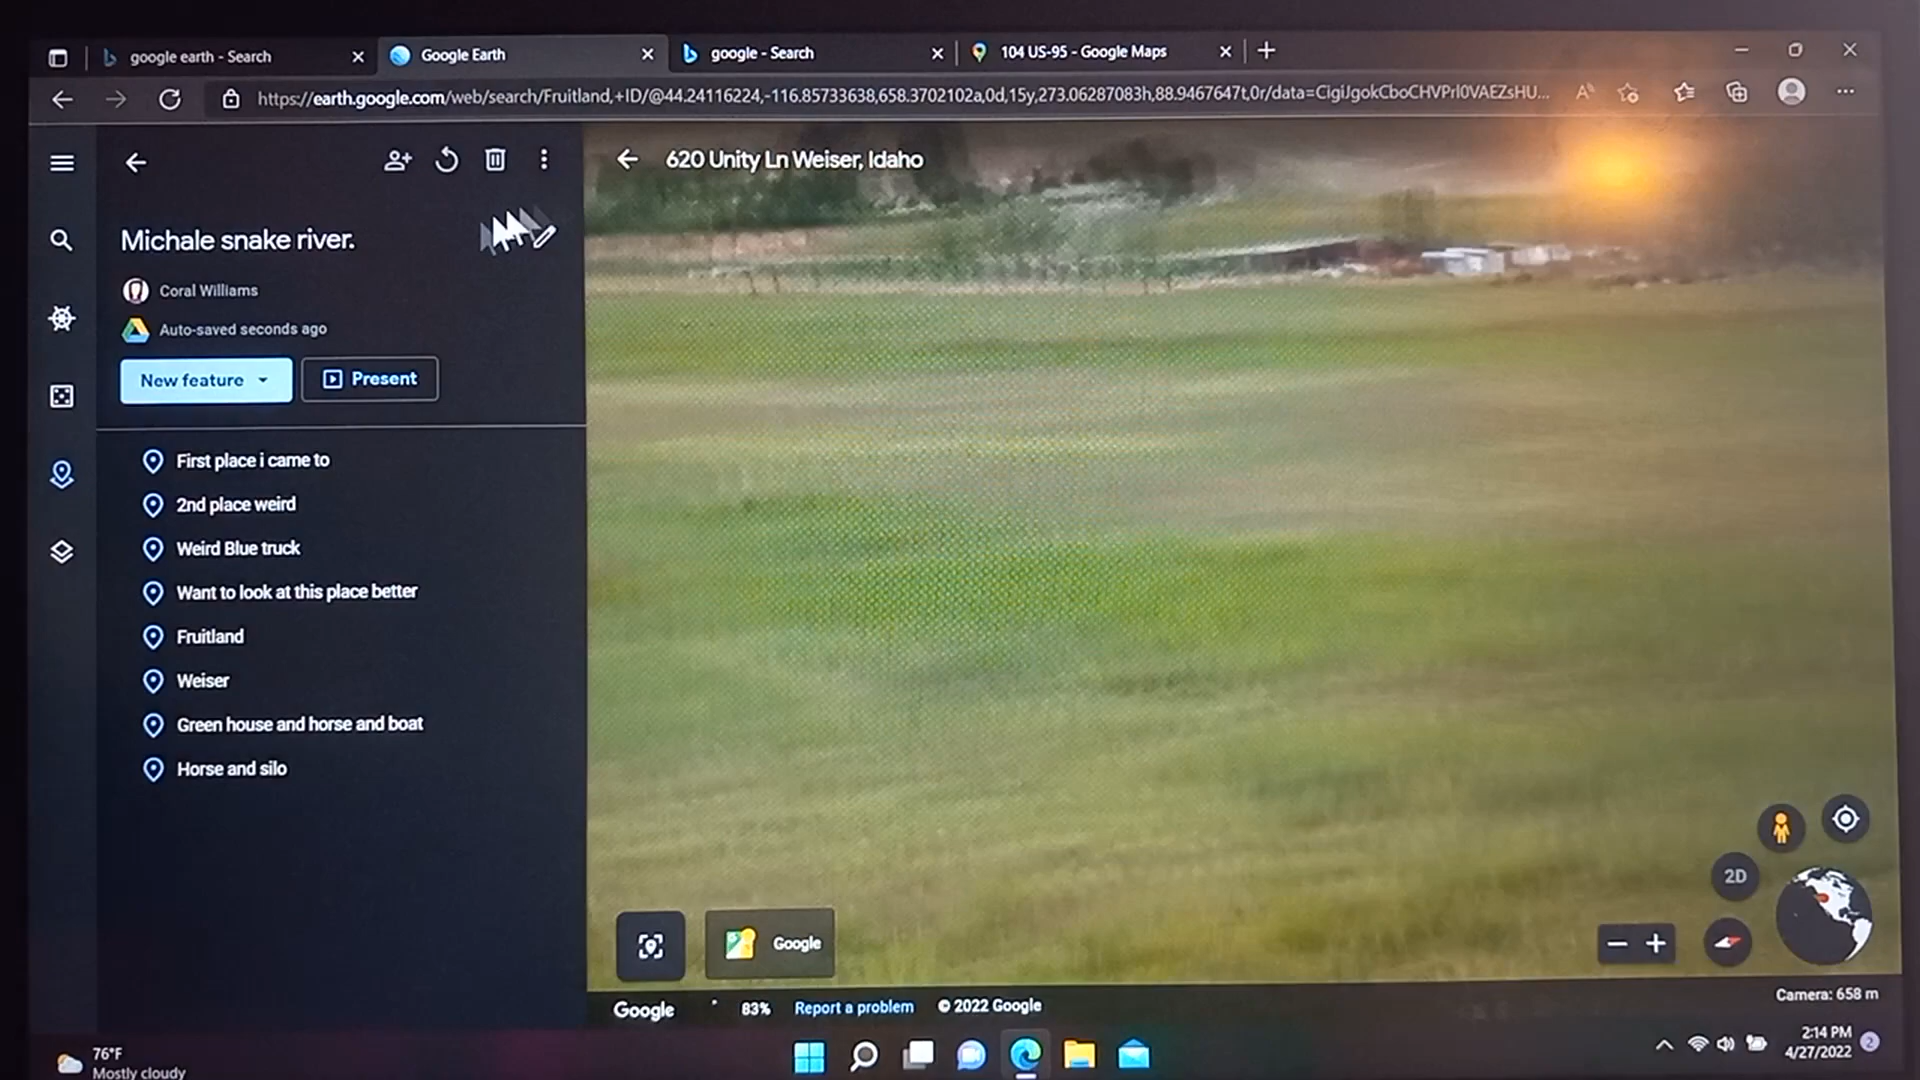 google earth - Search
Google Earth
google - Search
104 US-95 - Google Maps
https://earth.google.com/web/search/Fruitland,+ID/@44.24116224,-116.85733638,658.3702102a,0d,15y,273.06287083h,88.9467647t,0r/data=CigiJgokCboCHVPrl0VAEZsHU...
620 Unity Ln Weiser, Idaho
Michale snake river.
Coral Williams
Auto-saved seconds ago
New feature
Present
First place i came to
2nd place weird
Weird Blue truck
Want to look at this place better
Fruitland
Weiser
Green house and horse and boat
Horse and silo
2D
Google
Google
83%
Report a problem
© 2022 Google
Camera: 658 m
76°F
Mostly cloudy
2:14 PM
4/27/2022
2